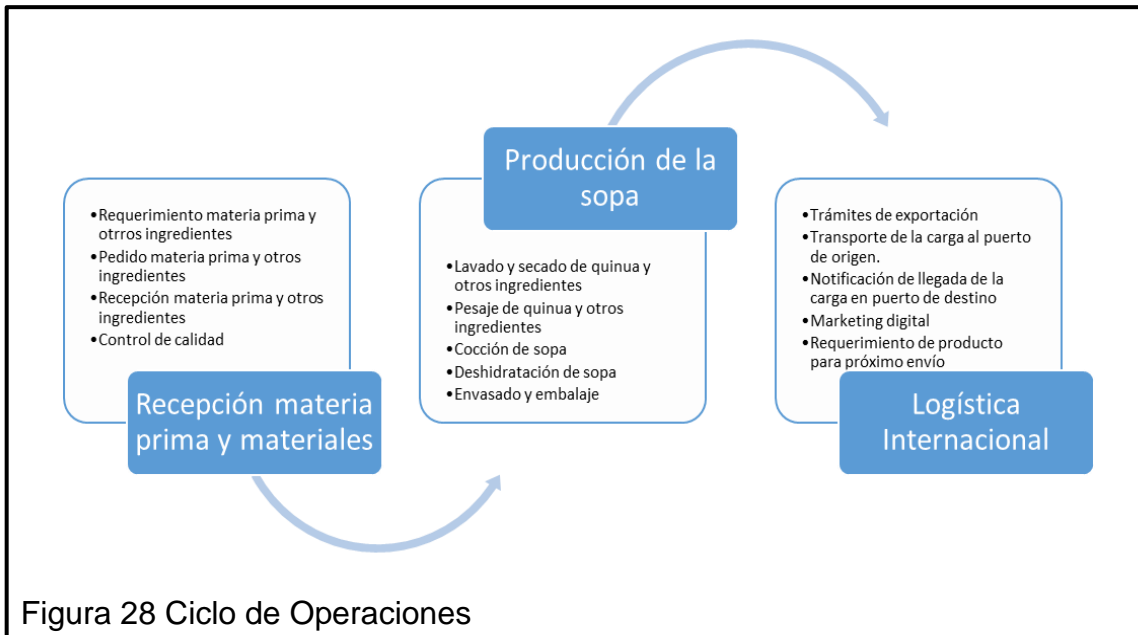 •Requerimiento materia prima y
otrros ingredientes
•Pedido materia prima y otros
ingredientes
•Recepción materia prima y otros
ingredientes
•Control de calidad
Recepción materia
prima y materiales
Producción de la
sopa
•Lavado y secado de quinua y
otros ingredientes
•Pesaje de quinua y otros
ingredientes
•Cocción de sopa
•Deshidratación de sopa
•Envasado y embalaje
•Trámites de exportación
•Transporte de la carga al puerto
de origen.
•Notificación de llegada de la
carga en puerto de destino
•Marketing digital
•Requerimiento de producto
para próximo envío
Logística
Internacional
Figura 28 Ciclo de Operaciones